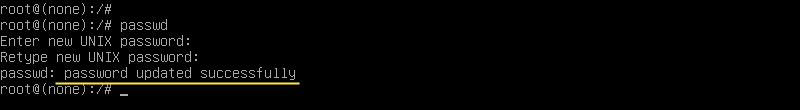 root@(none):/#
root@(none):/# passwd
Enter new UNIX password:
Retype new UNIX password:
passwd: password updated successfully
root@(none):/# _